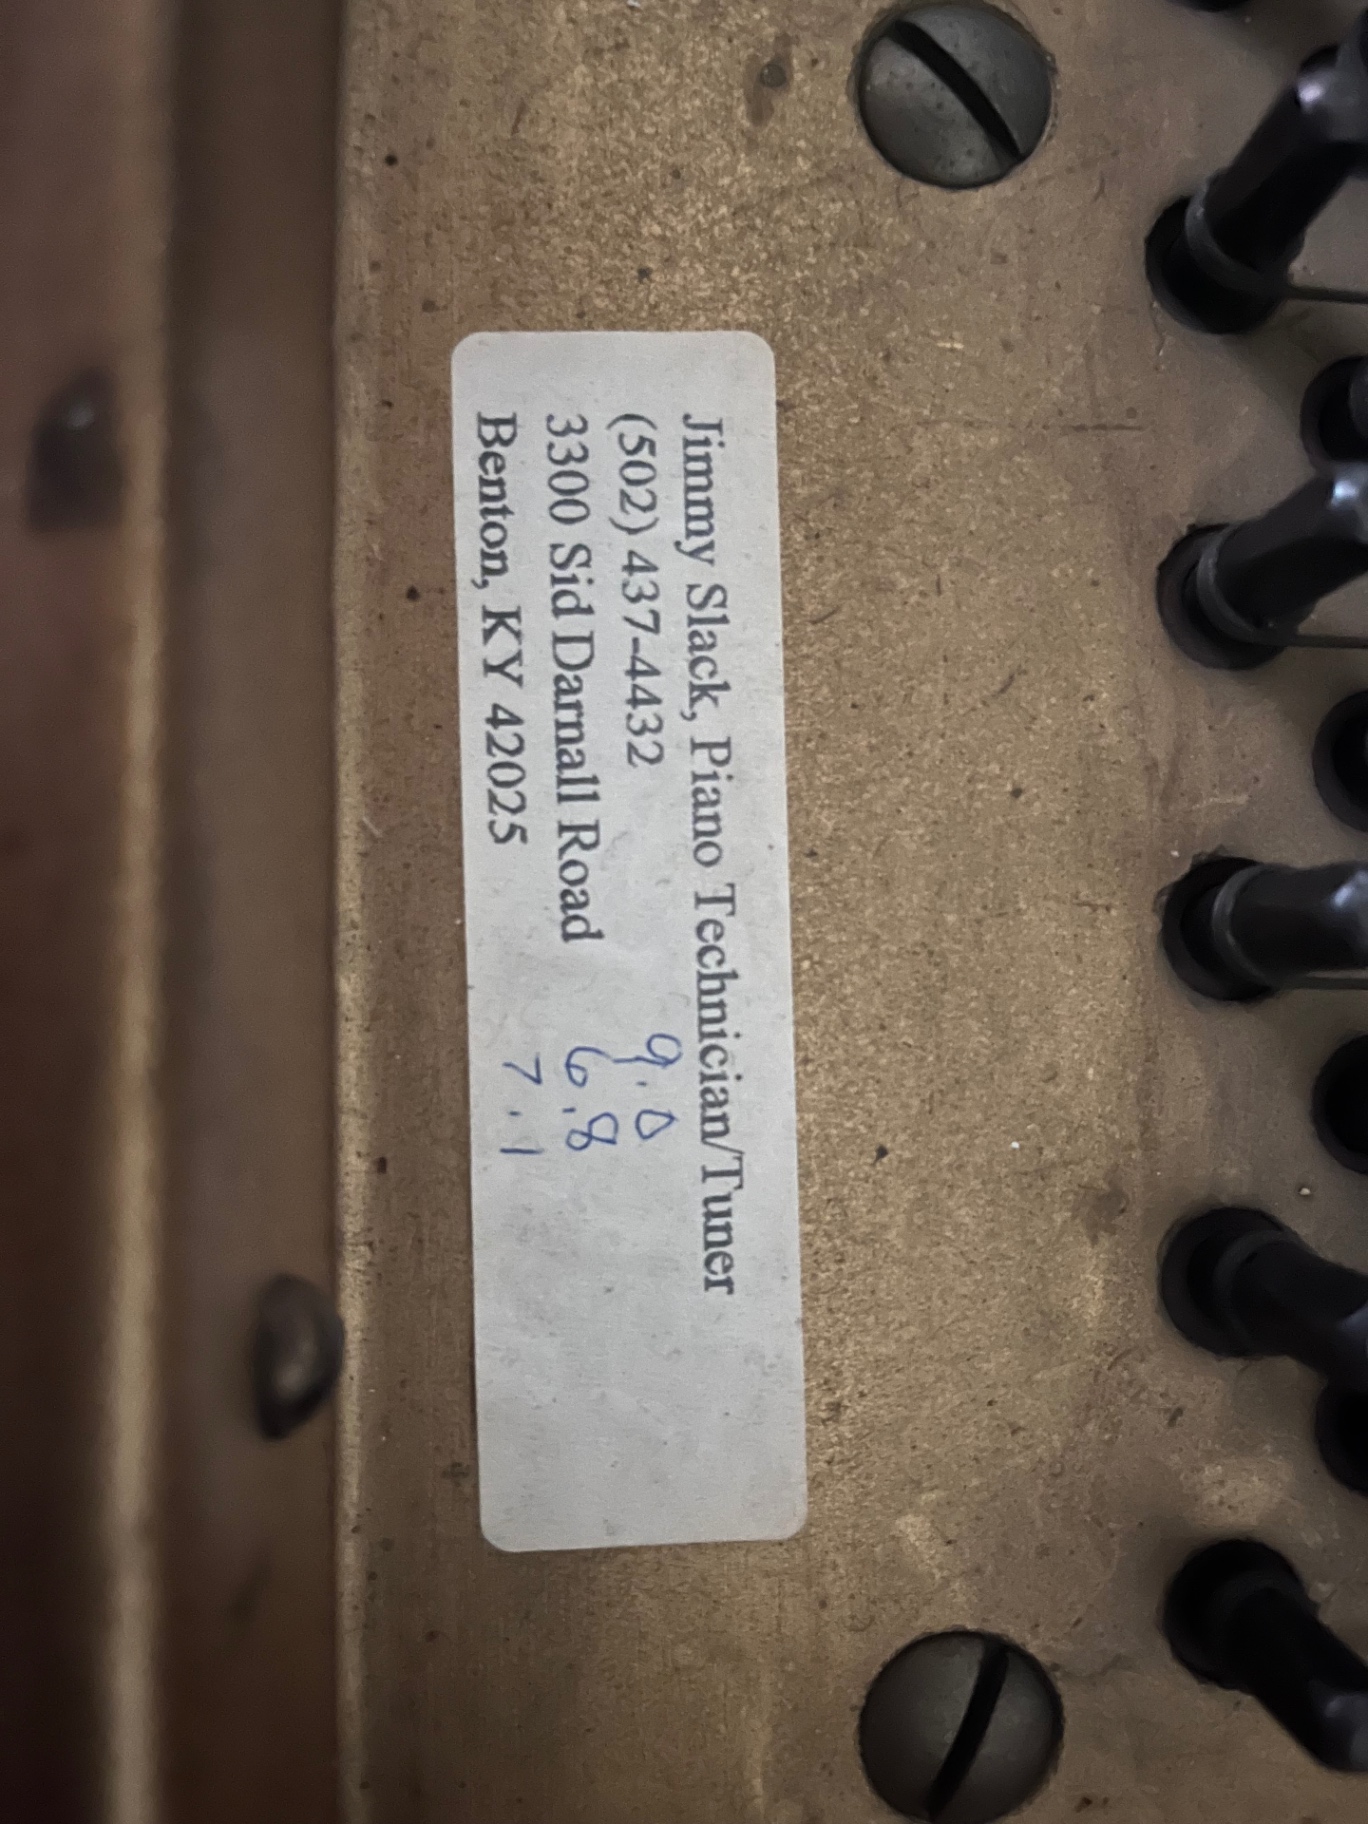 Jimmy Slack, Piano Technician/Tuner
(502) 437-4432
3300 Sid Darnall Road
Benton, KY 42025
9.0
6.8
7.1